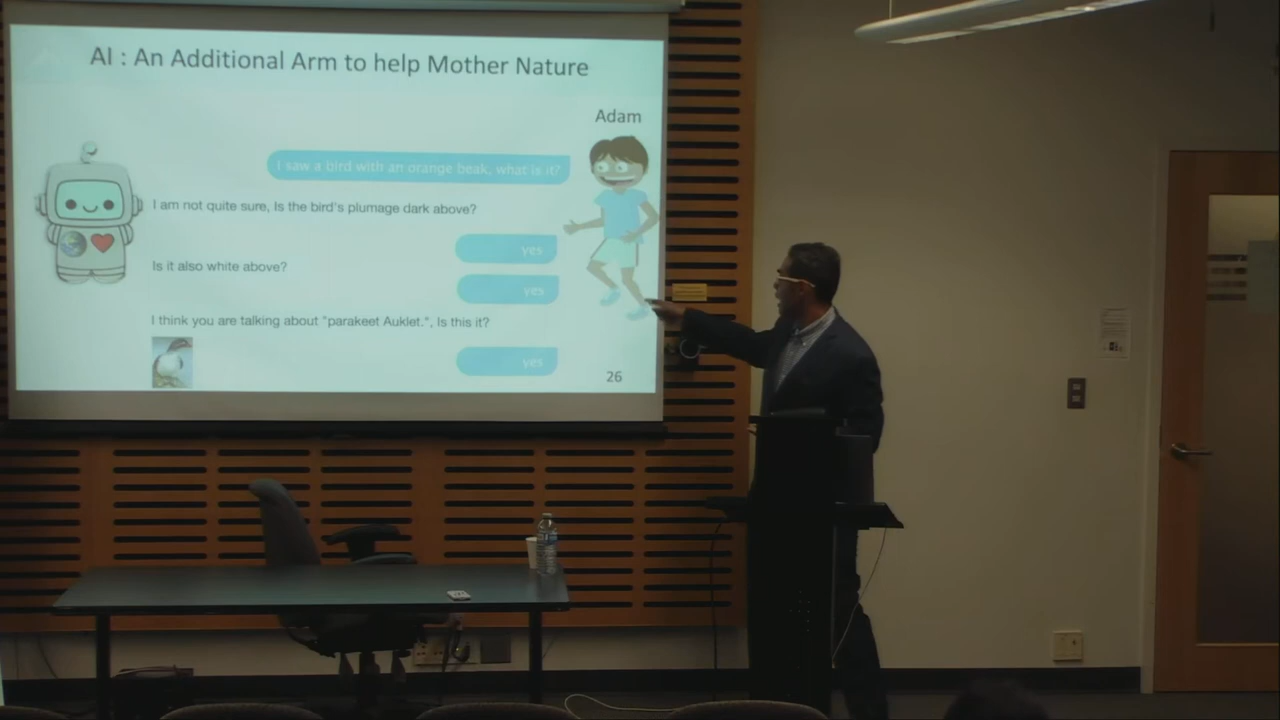 AI : An Additional Arm to help Mother Nature
Adam
I saw a bird with an orange beak, what is it?
I am not quite sure, Is the bird's plumage dark above?
yes
Is it also white above?
yes
I think you are talking about "parakeet Auklet.", Is this it?
yes
26